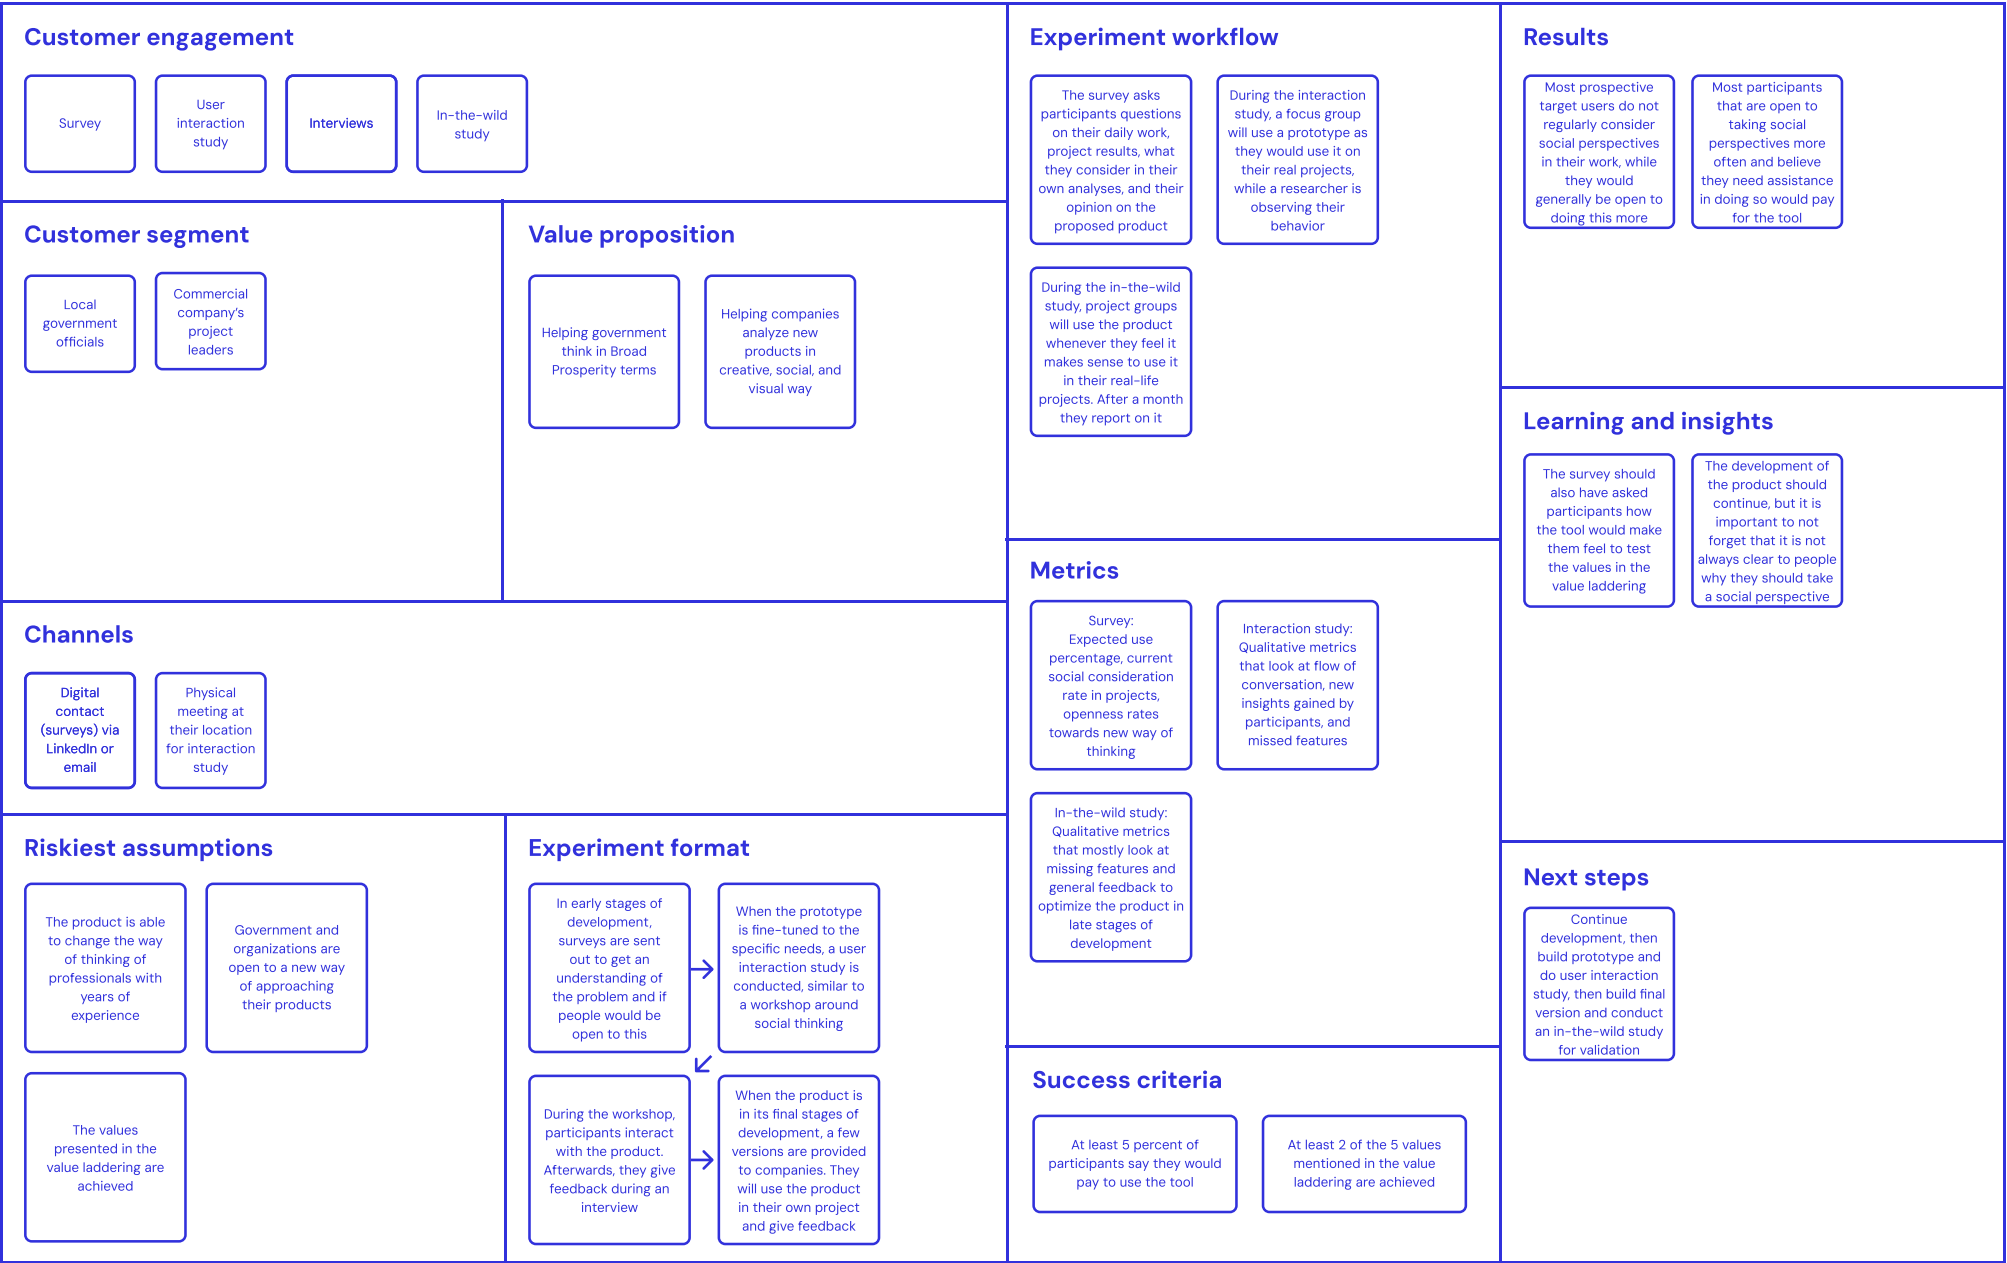 Customer engagement
Survey
User
interaction
study
Interviews
In-the-wild
study
Customer segment
Local
government
officials
Commercial
company's
project
leaders
Value proposition
Helping government
think in Broad
Prosperity terms
Helping companies
analyze new
products in
creative, social, and
visual way
Channels
Digital
contact
(surveys) via
LinkedIn or
email
Physical
meeting at
their location
for interaction
study
Riskiest assumptions
The product is able
to change the way
of thinking of
professionals with
years of
experience
Government and
organizations are
open to a new way
of approaching
their products
The values
presented in the
value laddering are
achieved
Experiment format
In early stages of
development,
surveys are sent
out to get an
understanding of
the problem and if
people would be
open to this
When the prototype
is fine-tuned to the
specific needs, a user
interaction study is
conducted, similar to
a workshop around
social thinking
During the workshop,
participants interact
with the product.
Afterwards, they give
feedback during an
interview
When the product is
in its final stages of
development, a few
versions are provided
to companies. They
will use the product
in their own project
and give feedback
Experiment workflow
The survey asks
participants questions
on their daily work,
project results, what
they consider in their
own analyses, and their
opinion on the
proposed product
During the interaction
study, a focus group
will use a prototype as
they would use it on
their real projects,
while a researcher is
observing their
behavior
During the in-the-wild
study, project groups
will use the product
whenever they feel it
makes sense to use it
in their real-life
projects. After a month
they report on it
Metrics
Survey:
Expected use
percentage, current
social consideration
rate in projects,
openness rates
towards new way of
thinking
Interaction study:
Qualitative metrics
that look at flow of
conversation, new
insights gained by
participants, and
missed features
In-the-wild study:
Qualitative metrics
that mostly look at
missing features and
general feedback to
optimize the product in
late stages of
development
Success criteria
At least 5 percent of
participants say they would
pay to use the tool
At least 2 of the 5 values
mentioned in the value
laddering are achieved
Results
Most prospective
target users do not
regularly consider
social perspectives
in their work, while
they would
generally be open to
doing this more
Most participants
that are open to
taking social
perspectives more
often and believe
they need assistance
in doing so would pay
for the tool
Learning and insights
The survey should
also have asked
participants how
the tool would make
them feel to test
the values in the
value laddering
The development of
the product should
continue, but it is
important to not
forget that it is not
always clear to people
why they should take
a social perspective
Next steps
Continue
development, then
build prototype and
do user interaction
study, then build final
version and conduct
an in-the-wild study
for validation